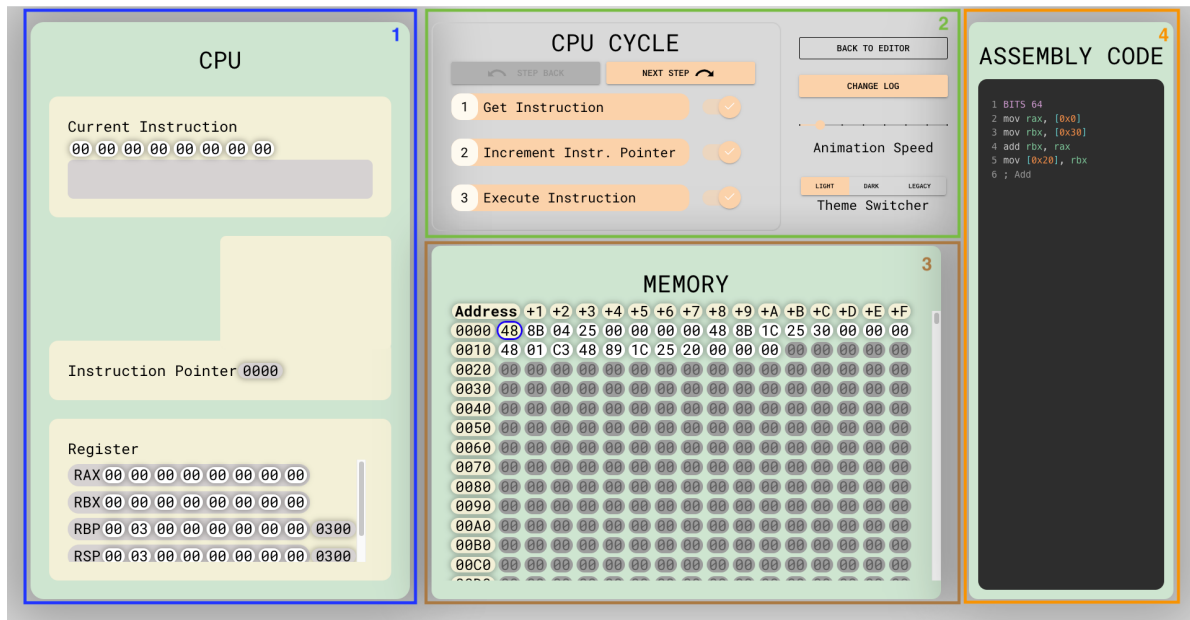 1
CPU
Current Instruction
00 00 00 00 00 00 00 00
Instruction Pointer 0000
Register
RAX 00 00 00 00 00 00 00 00
RBX 00 00 00 00 00 00 00 00
RBP 00 03 00 00 00 00 00 00 0300
RSP 00 03 00 00 00 00 00 00 0300
2
CPU CYCLE
STEP BACK
NEXT STEP
1 Get Instruction
2 Increment Instr. Pointer
3 Execute Instruction
BACK TO EDITOR
CHANGE LOG
Animation Speed
LIGHT DARK LEGACY
Theme Switcher
3
MEMORY
Address +1 +2 +3 +4 +5 +6 +7 +8 +9 +A +B +C +D +E +F
0000 48 8B 04 25 00 00 00 00 48 8B 1C 25 30 00 00 00
0010 48 01 C3 48 89 1C 25 20 00 00 00 00 00 00 00 00
0020 00 00 00 00 00 00 00 00 00 00 00 00 00 00 00 00
0030 00 00 00 00 00 00 00 00 00 00 00 00 00 00 00 00
0040 00 00 00 00 00 00 00 00 00 00 00 00 00 00 00 00
0050 00 00 00 00 00 00 00 00 00 00 00 00 00 00 00 00
0060 00 00 00 00 00 00 00 00 00 00 00 00 00 00 00 00
0070 00 00 00 00 00 00 00 00 00 00 00 00 00 00 00 00
0080 00 00 00 00 00 00 00 00 00 00 00 00 00 00 00 00
0090 00 00 00 00 00 00 00 00 00 00 00 00 00 00 00 00
00A0 00 00 00 00 00 00 00 00 00 00 00 00 00 00 00 00
00B0 00 00 00 00 00 00 00 00 00 00 00 00 00 00 00 00
00C0 00 00 00 00 00 00 00 00 00 00 00 00 00 00 00 00
4
ASSEMBLY CODE
1 BITS 64
2 mov rax, [0x0]
3 mov rbx, [0x30]
4 add rbx, rax
5 mov [0x20], rbx
6 ; Add